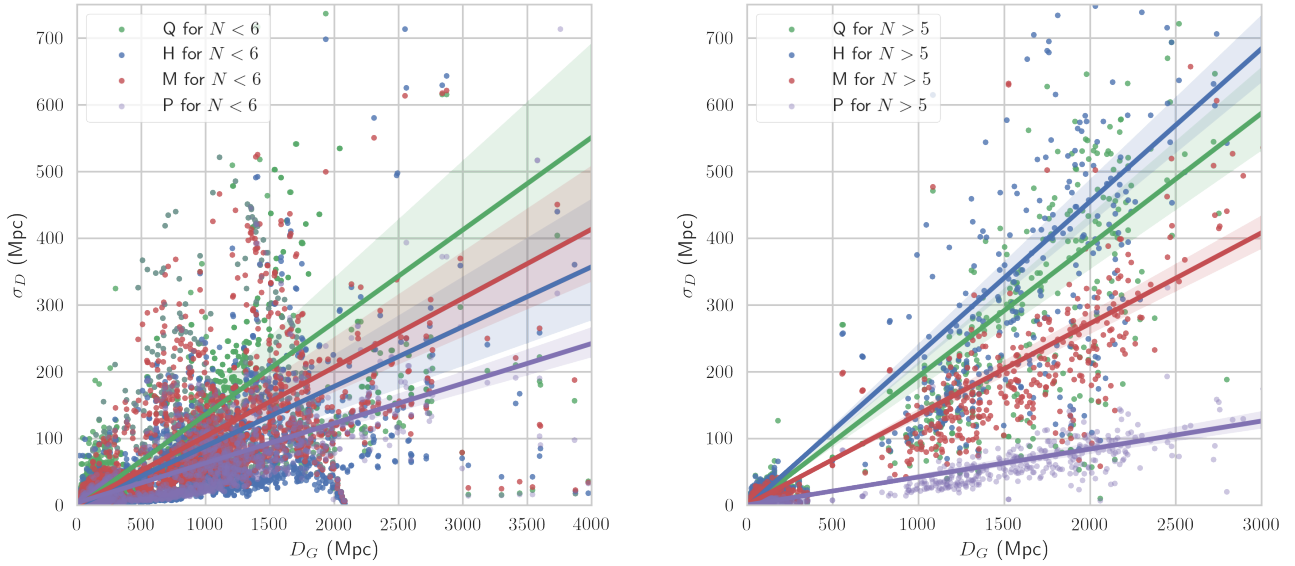 700
600
500
400
300
200
100
0
σ_D (Mpc)
Q for N < 6
H for N < 6
M for N < 6
P for N < 6
0 500 1000 1500 2000 2500 3000 3500 4000
D_G (Mpc)
700
600
500
400
300
200
100
0
σ_D (Mpc)
Q for N > 5
H for N > 5
M for N > 5
P for N > 5
0 500 1000 1500 2000 2500 3000
D_G (Mpc)